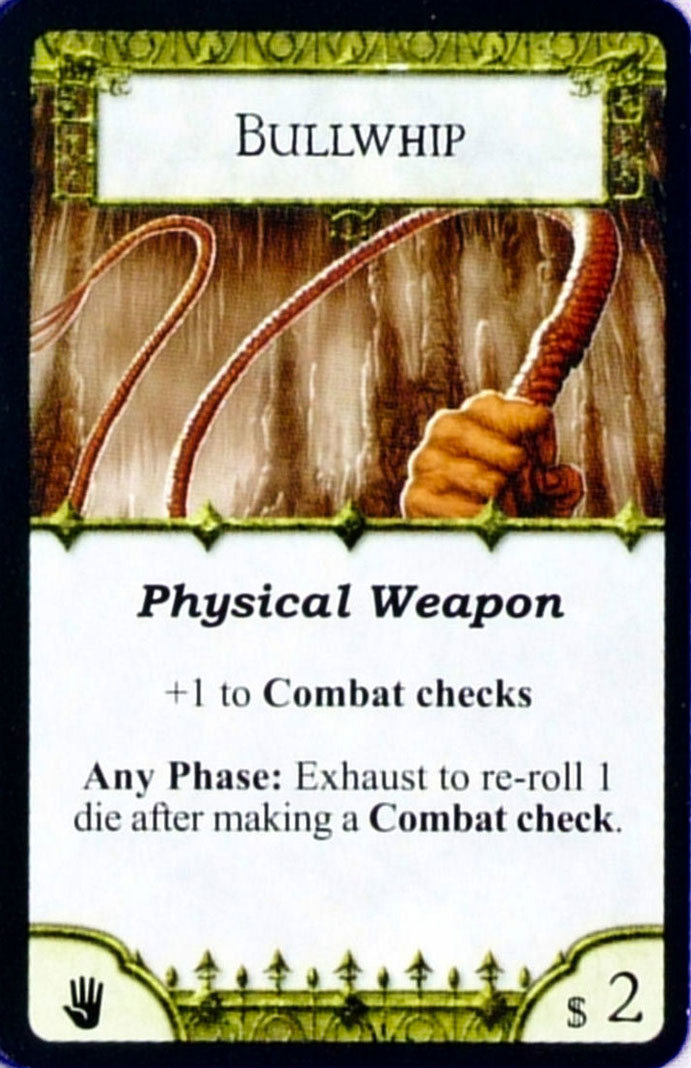 BULLWHIP
Physical Weapon
+1 to Combat checks
Any Phase: Exhaust to re-roll 1
die after making a Combat check.
$ 2